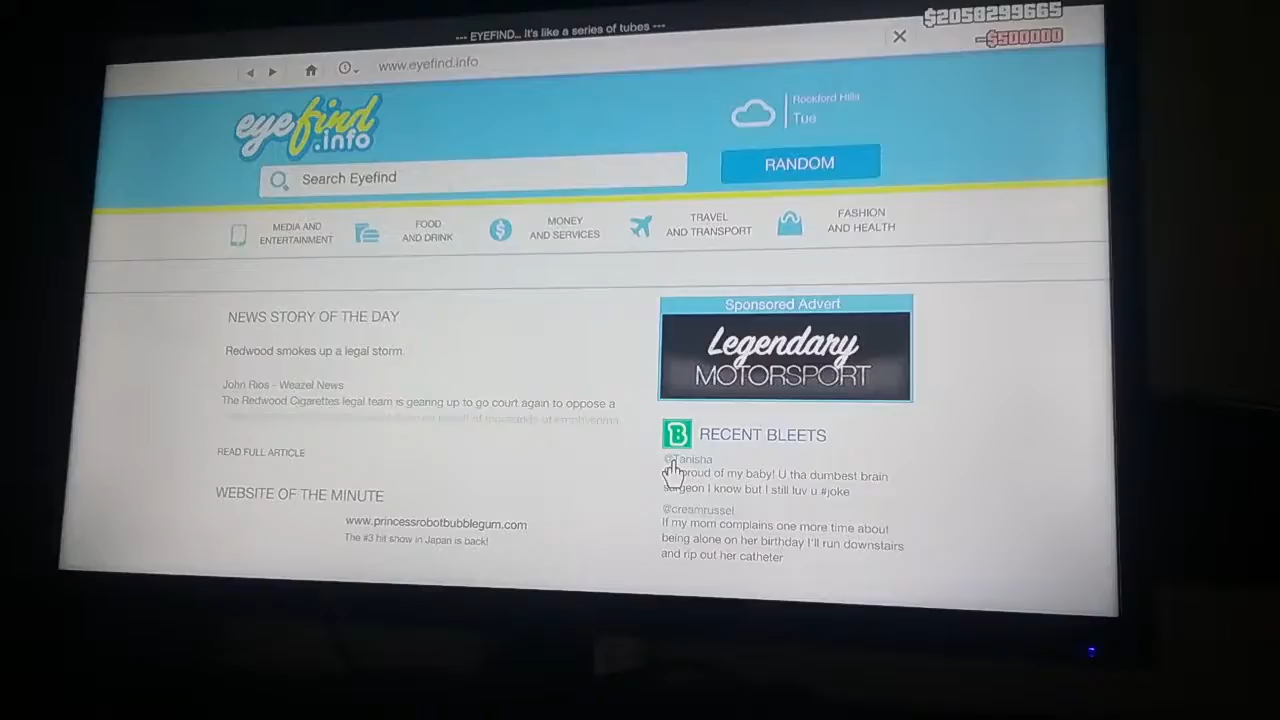 --- EYEFIND... It's like a series of tubes ---
$2058299665
-$500000
www.eyefind.info
eyefind
.info
Rockford Hills
Tue
Search Eyefind
RANDOM
MEDIA AND
ENTERTAINMENT
FOOD
AND DRINK
MONEY
AND SERVICES
TRAVEL
AND TRANSPORT
FASHION
AND HEALTH
NEWS STORY OF THE DAY
Redwood smokes up a legal storm.
John Rios - Weazel News
The Redwood Cigarettes legal team is gearing up to go court again to oppose a
of thousands of emphysema
READ FULL ARTICLE
WEBSITE OF THE MINUTE
www.princessrobotbubblegum.com
The #3 hit show in Japan is back!
Sponsored Advert
Legendary
MOTORSPORT
B RECENT BLEETS
@Tanisha
proud of my baby! U tha dumbest brain
surgeon I know but I still luv u #joke
@creamrussel
If my mom complains one more time about
being alone on her birthday I'll run downstairs
and rip out her catheter